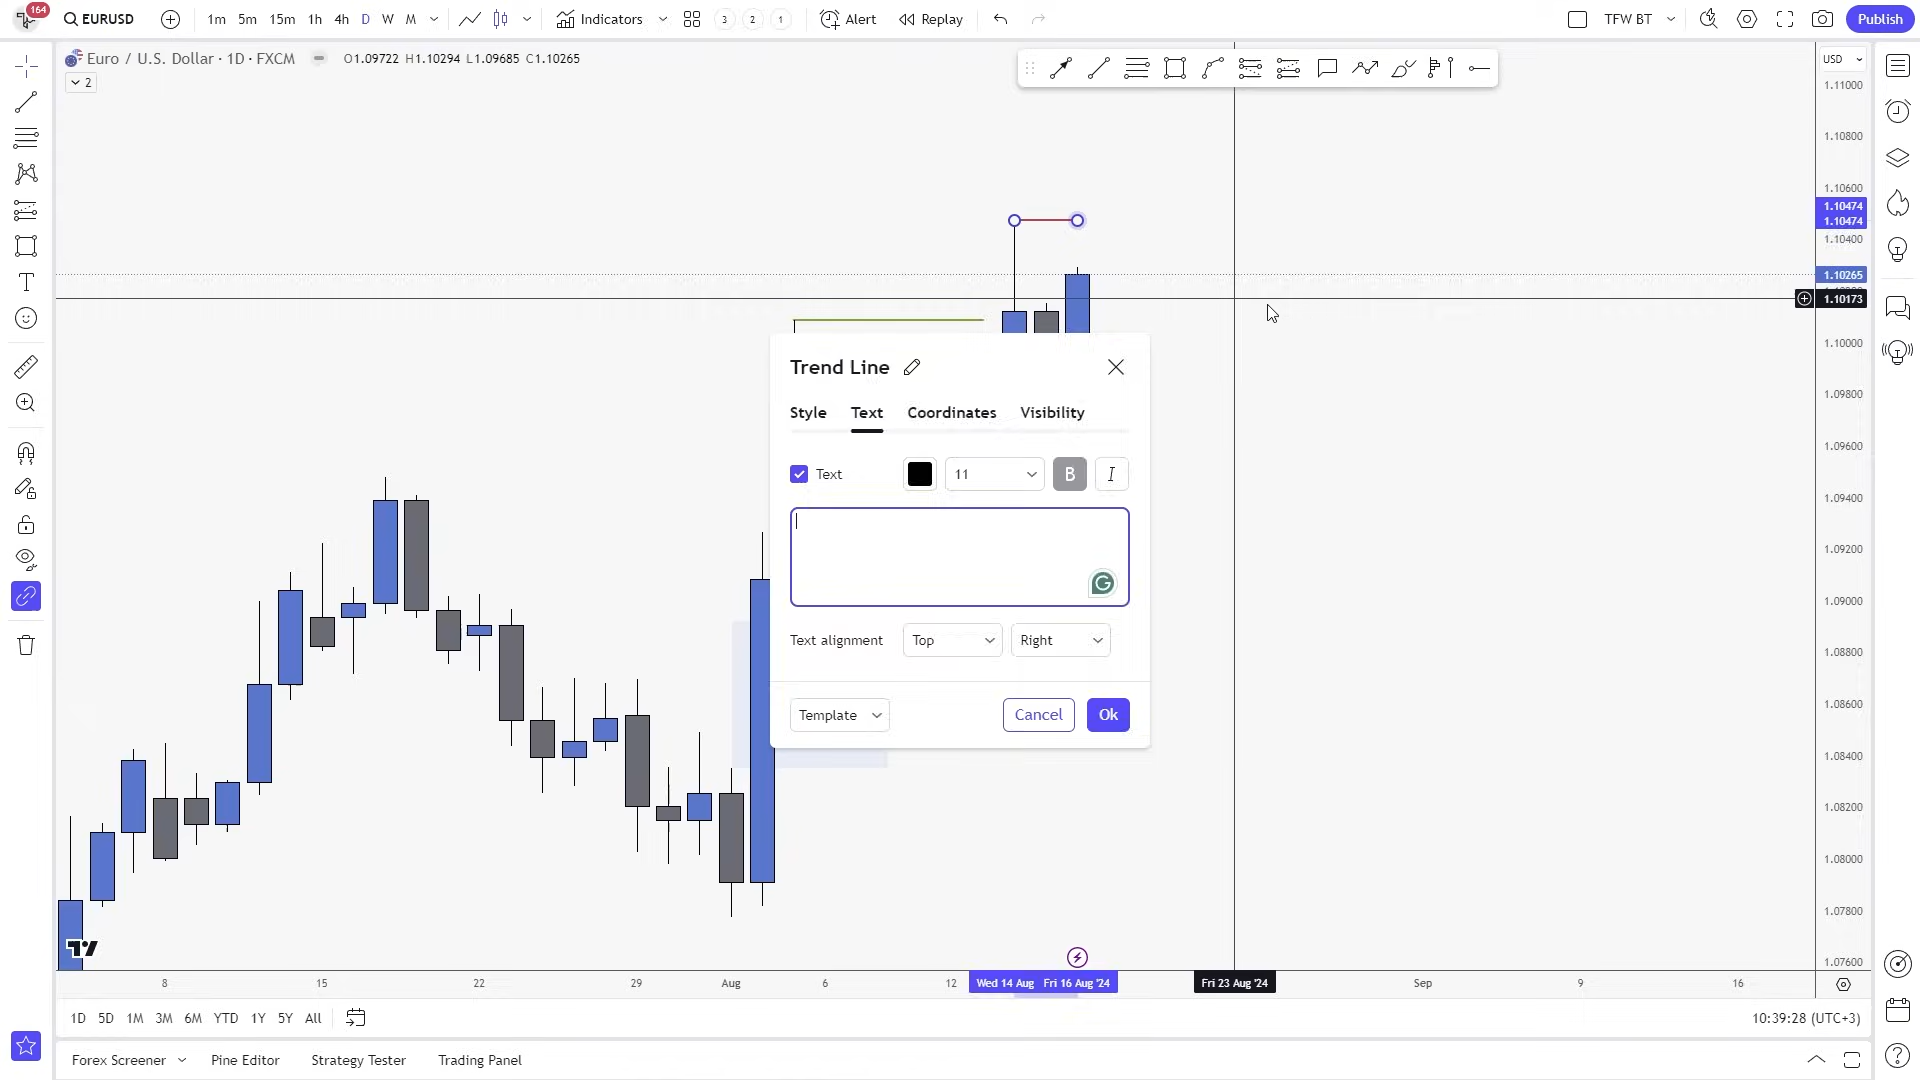 164
EURUSD
1m 5m 15m 1h 4h D W M
Indicators
3 2 1
Alert
Replay
TFW BT
Publish
Euro / U.S. Dollar · 1D · FXCM
O1.09722 H1.10294 L1.09685 C1.10265
2
USD
1.11000
1.10800
1.10600
1.10474
1.10474
1.10400
1.10265
1.10173
1.10000
1.09800
1.09600
1.09400
1.09200
1.09000
1.08800
1.08600
1.08400
1.08200
1.08000
1.07800
1.07600
Trend Line
Style Text Coordinates Visibility
Text
11
B
I
G
Text alignment
Top
Right
Template
Cancel
Ok
8 15 22 29 Aug 6 12 Wed 14 Aug Fri 16 Aug '24 Fri 23 Aug '24 Sep 9 16
1D 5D 1M 3M 6M YTD 1Y 5Y All
10:39:28 (UTC+3)
Forex Screener Pine Editor Strategy Tester Trading Panel